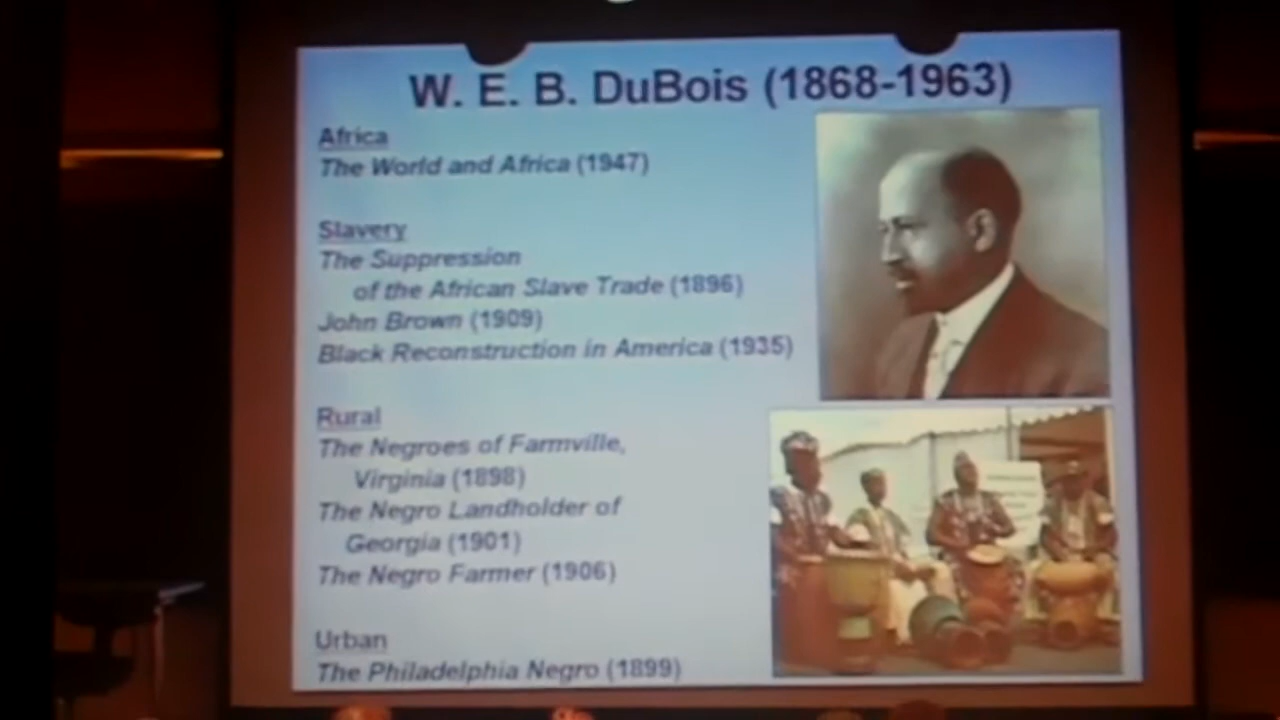 W. E. B. DuBois (1868-1963)
Africa
The World and Africa (1947)
Slavery
The Suppression
of the African Slave Trade (1896)
John Brown (1909)
Black Reconstruction in America (1935)
Rural
The Negroes of Farmville,
Virginia (1898)
The Negro Landholder of
Georgia (1901)
The Negro Farmer (1906)
Urban
The Philadelphia Negro (1899)